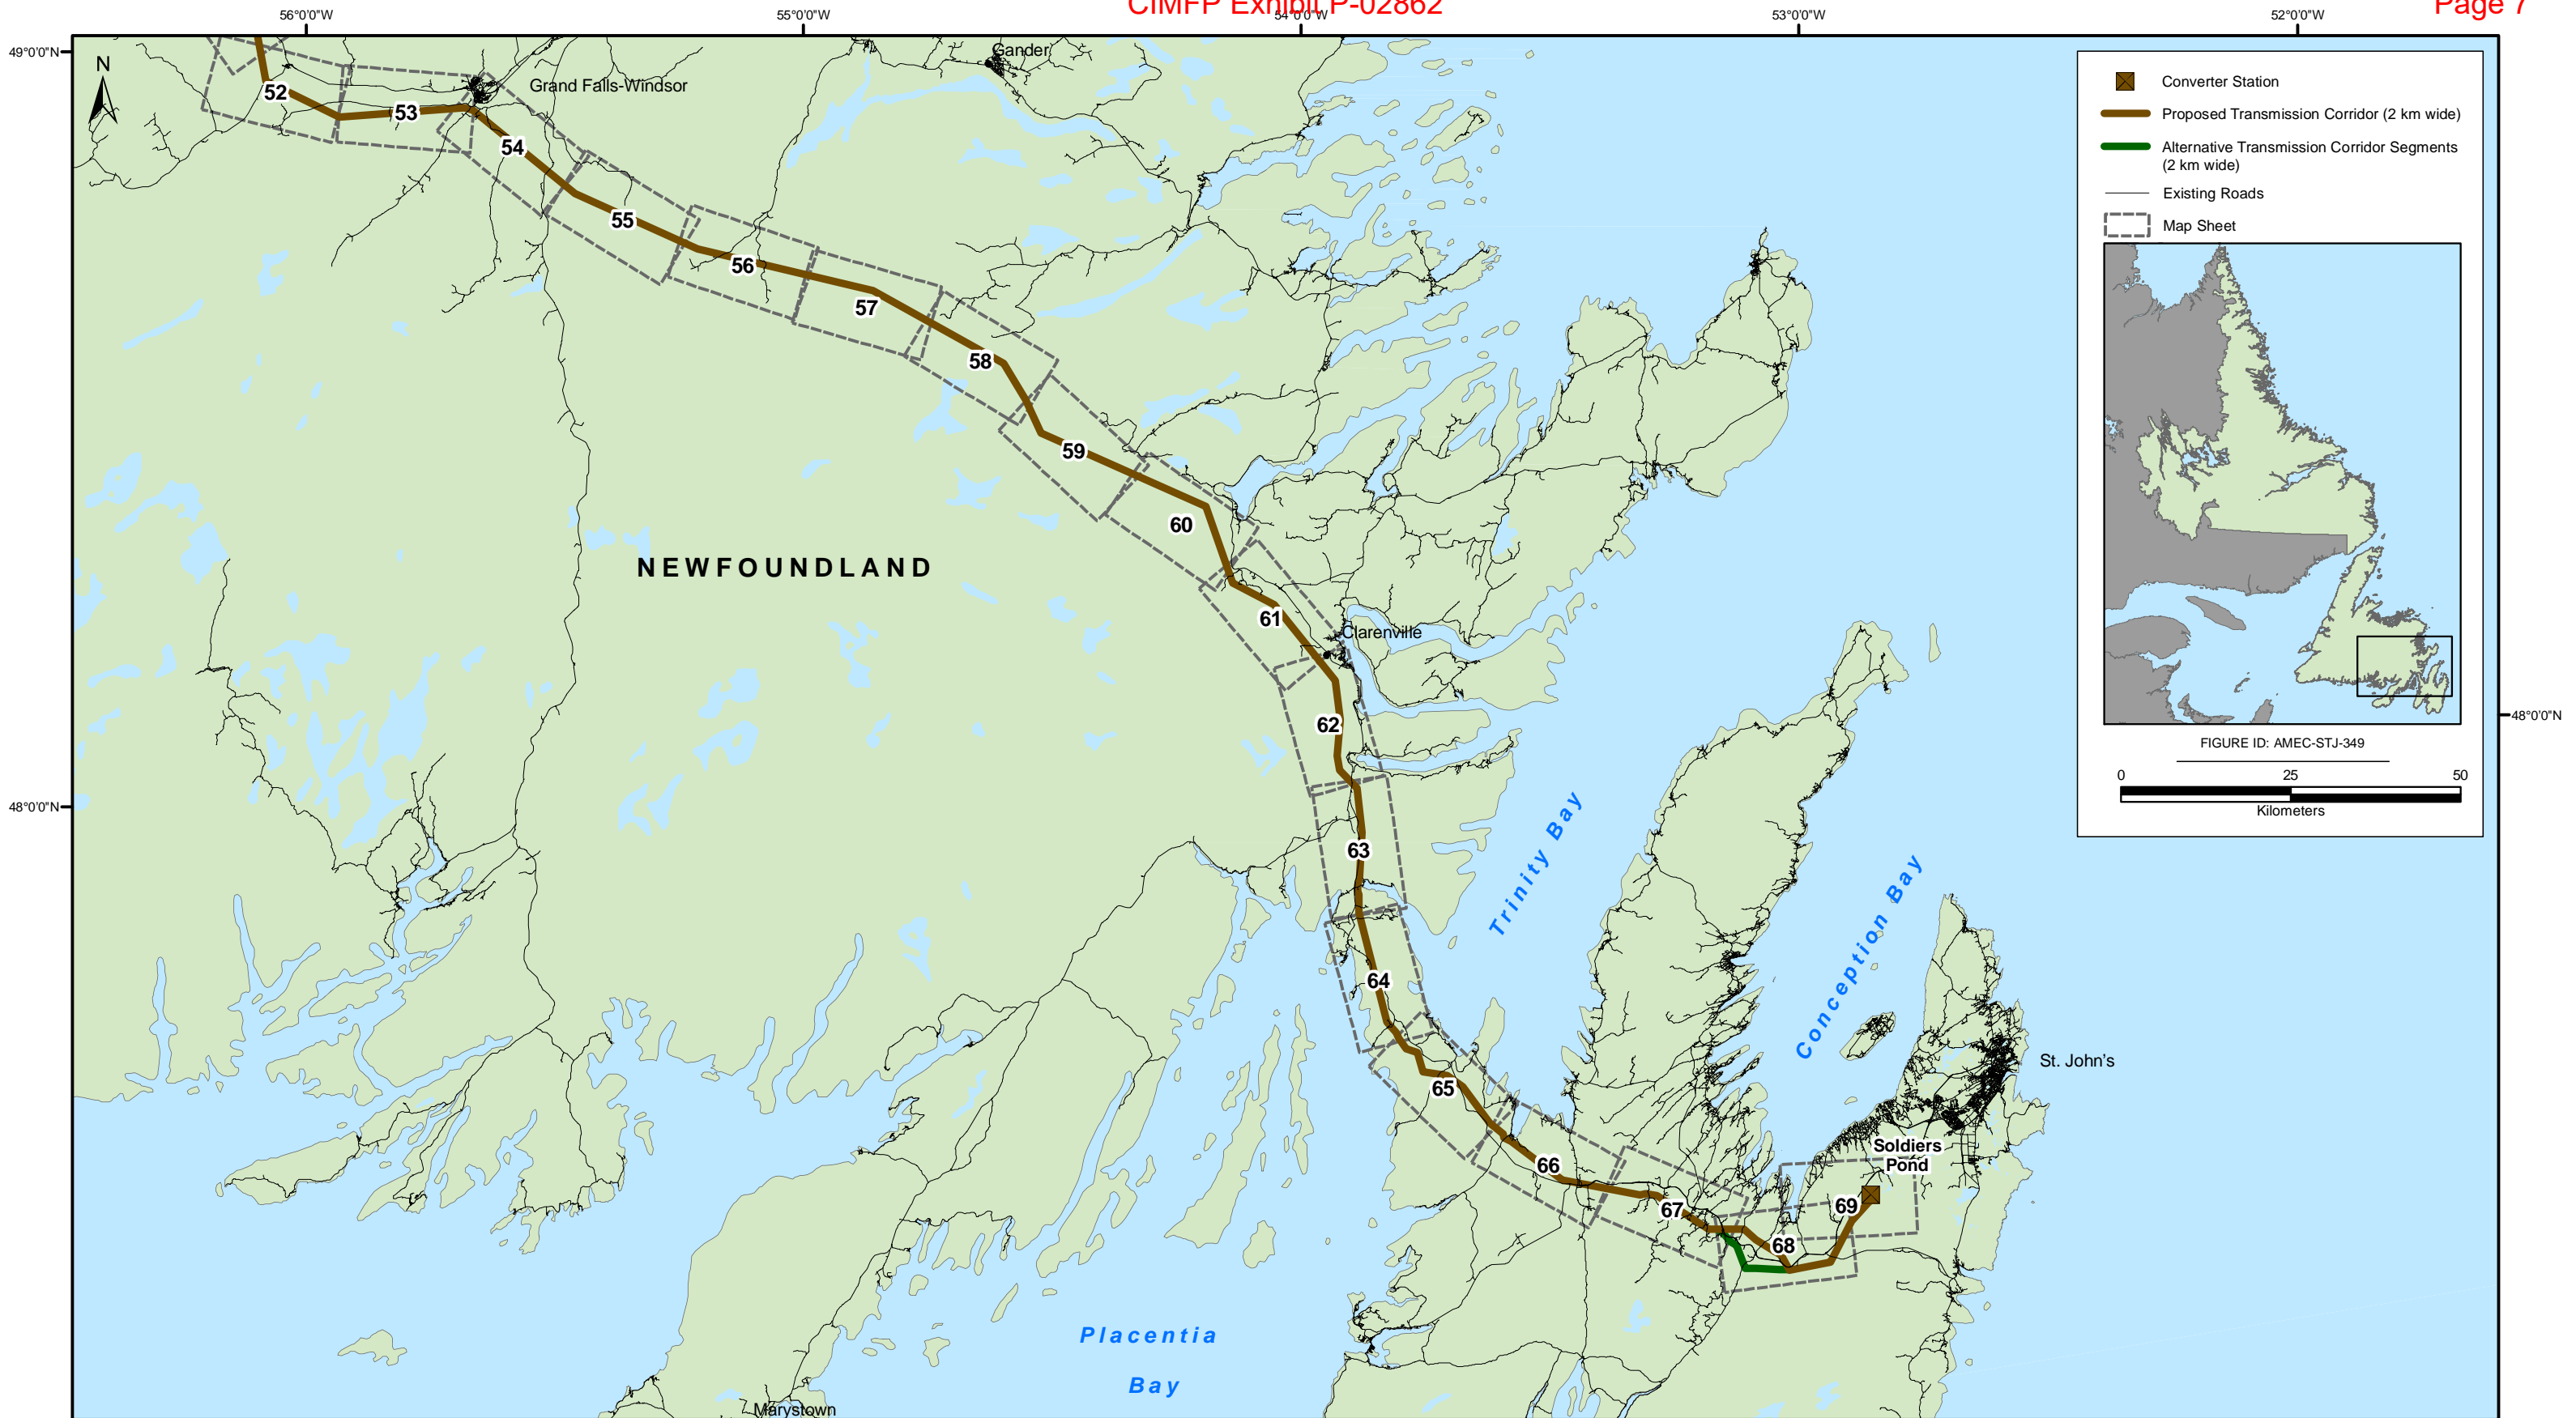 CIMFP Exhibit P-02862
Page 7
56°0'0"W
55°0'0"W
54°0'0"W
53°0'0"W
52°0'0"W
49°0'0"N
N
Grand Falls-Windsor
Gander
52
53
54
55
56
57
58
59
60
61
62
63
64
65
66
67
68
69
NEWFOUNDLAND
Clarenville
48°0'0"N
48°0'0"N
Trinity Bay
Conception Bay
St. John's
Soldiers
Pond
Placentia
Bay
Marystown
Converter Station
Proposed Transmission Corridor (2 km wide)
Alternative Transmission Corridor Segments
(2 km wide)
Existing Roads
Map Sheet
FIGURE ID: AMEC-STJ-349
0 25 50
Kilometers